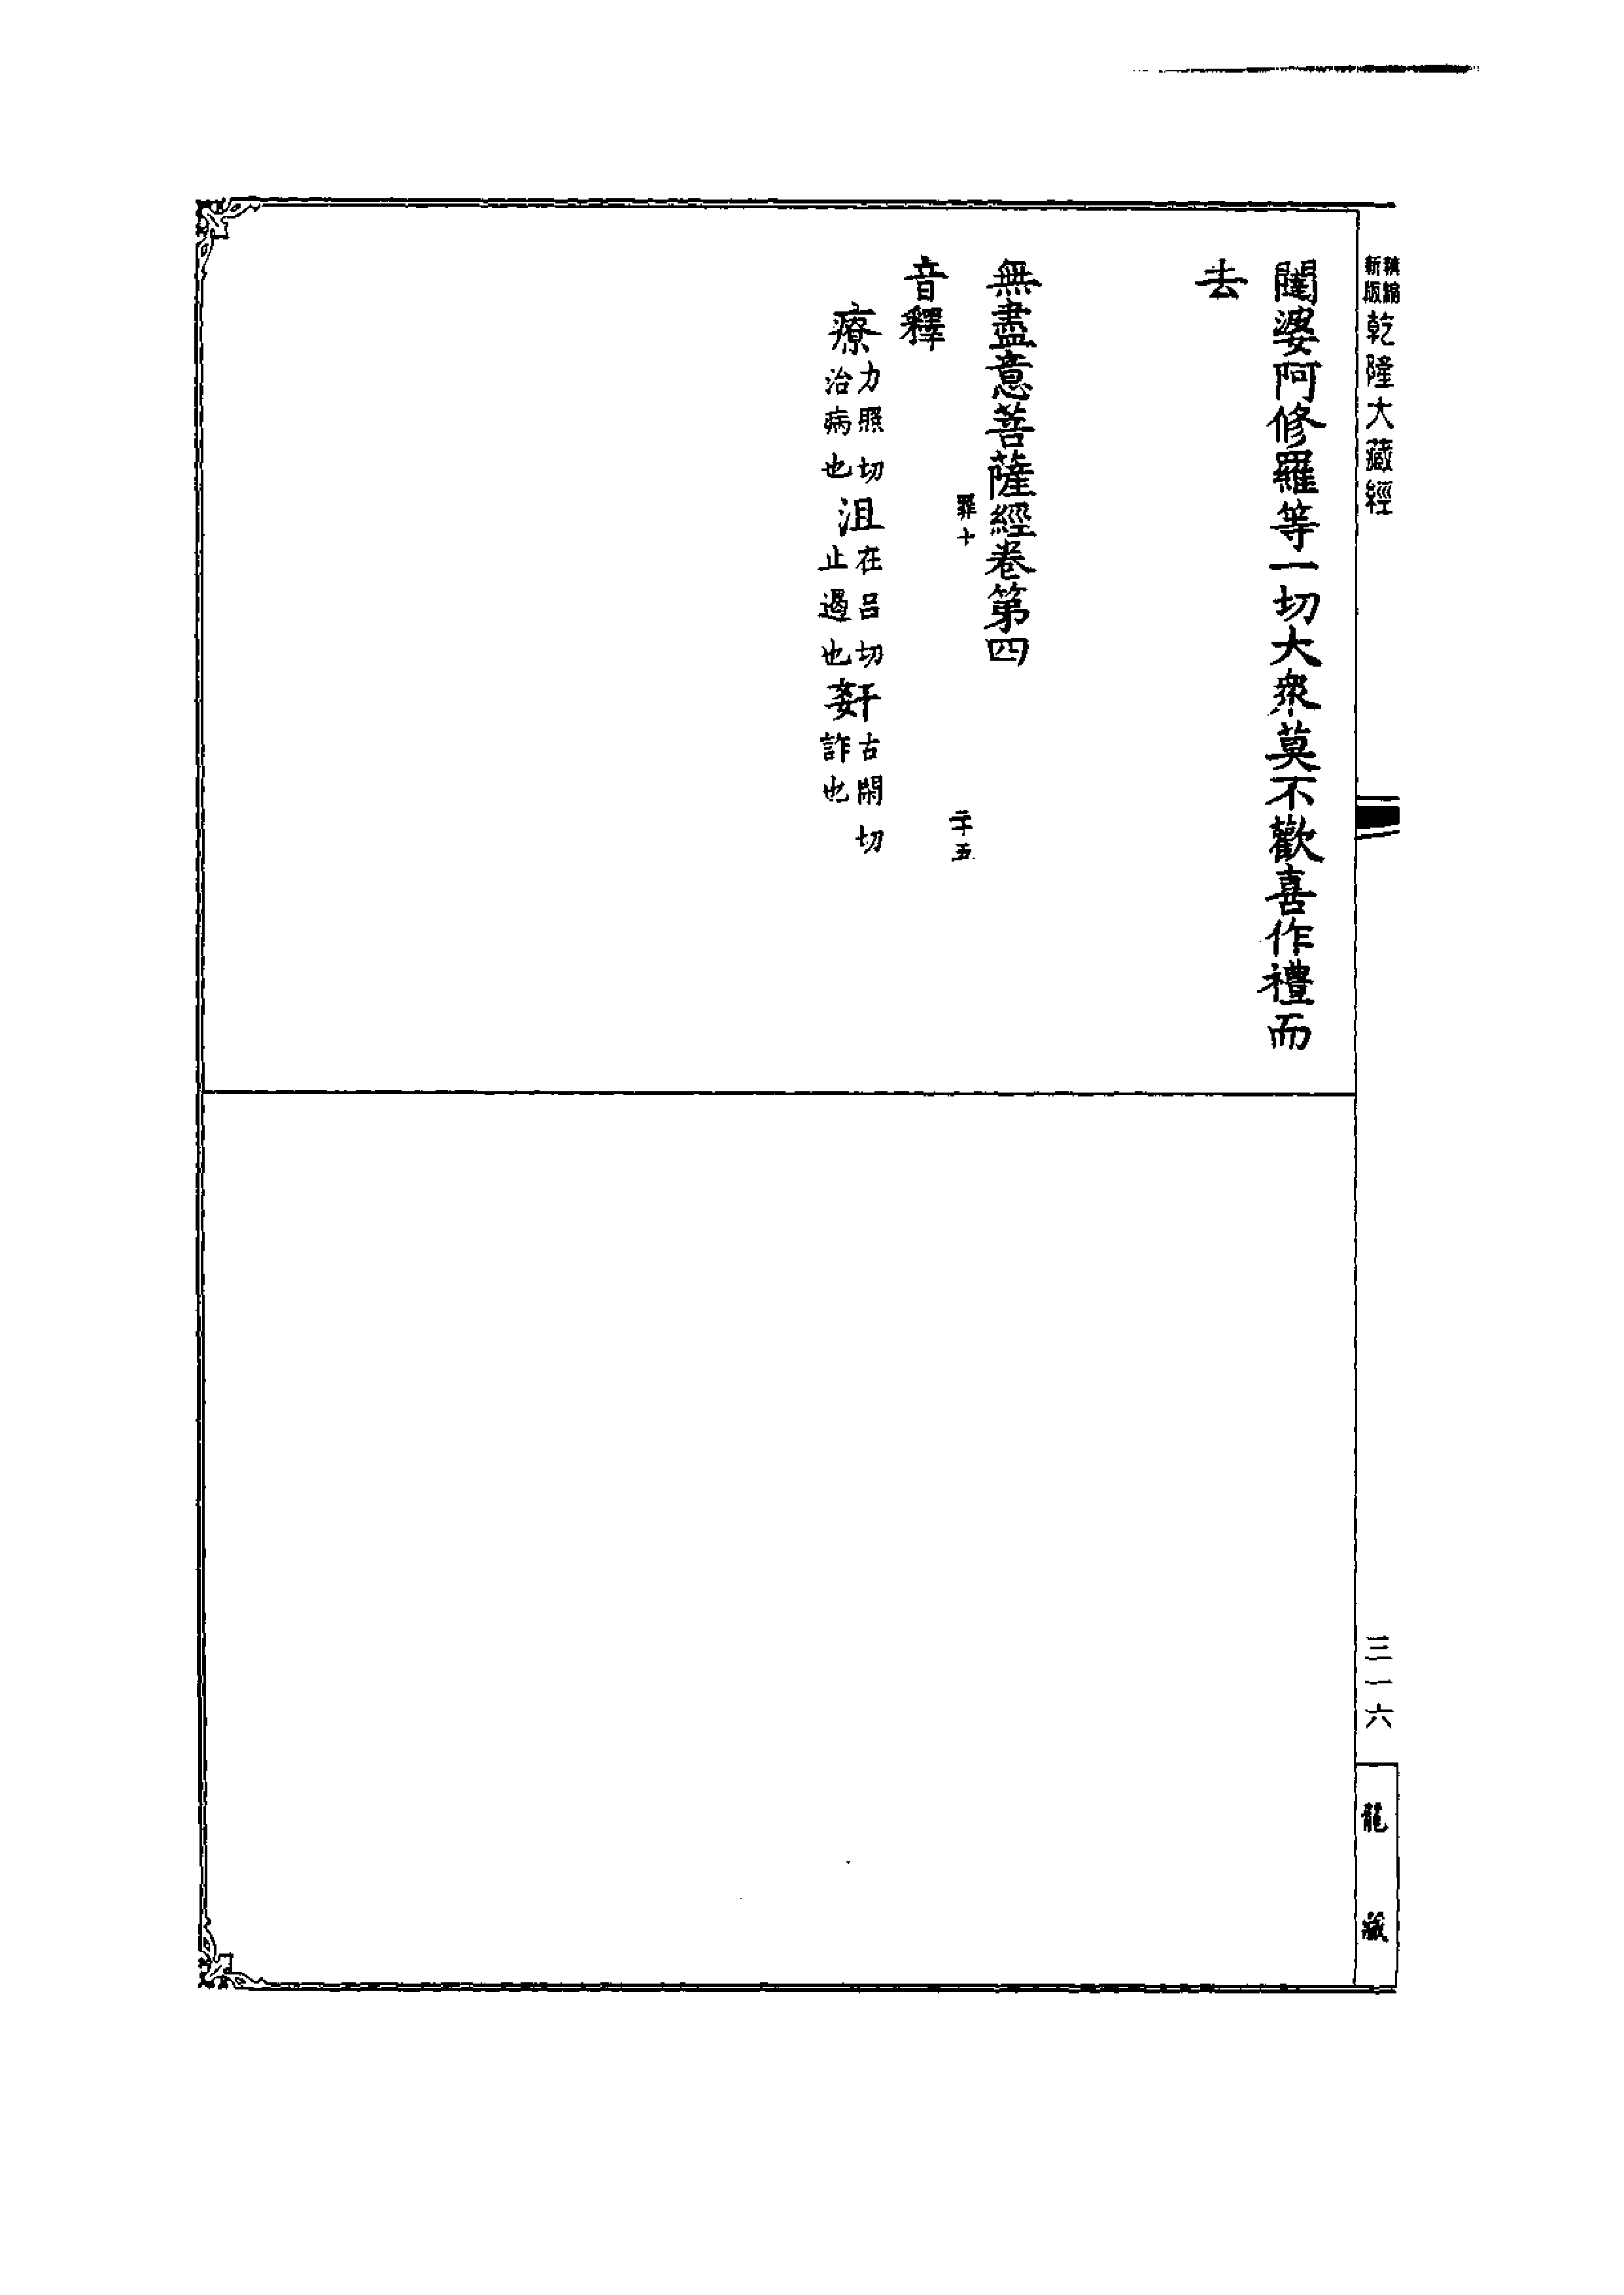 新版縮
乾隆大藏經
三一六
龍藏
闥婆阿修羅等一切大眾莫不歡喜作禮而
去
無盡意菩薩經卷第四
罪十
二十五
音釋
療力照切治病也沮在呂切止遏也姦古閑切詐也